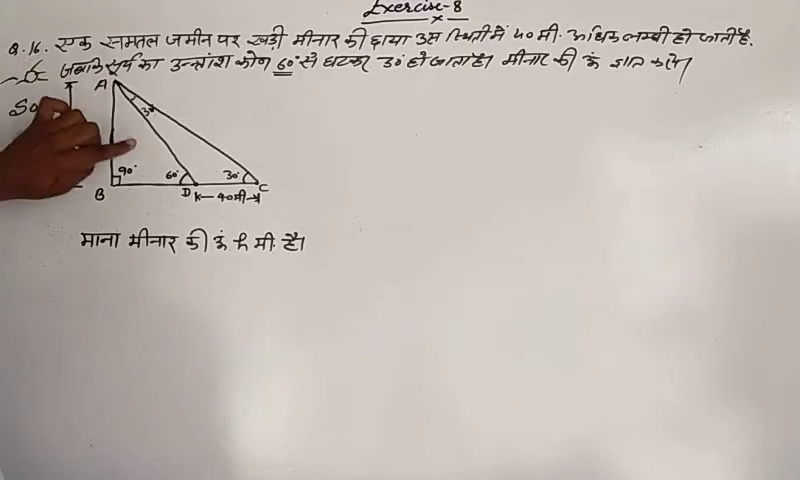 Exercise-8
Q.16. एक समतल जमीन पर खड़ी मीनार की छाया उस स्थिती में 40 मी. अधिक लम्बी हो जाती है.
जबकि सूर्य का उन्नतांश कोण 60° से घटकर 30° हो जाता है। मीनार की ऊं ज्ञात करो।
A
So
30°
90° 60° 30°
B D K—40मी→ C
माना मीनार की ऊं h मी. है।